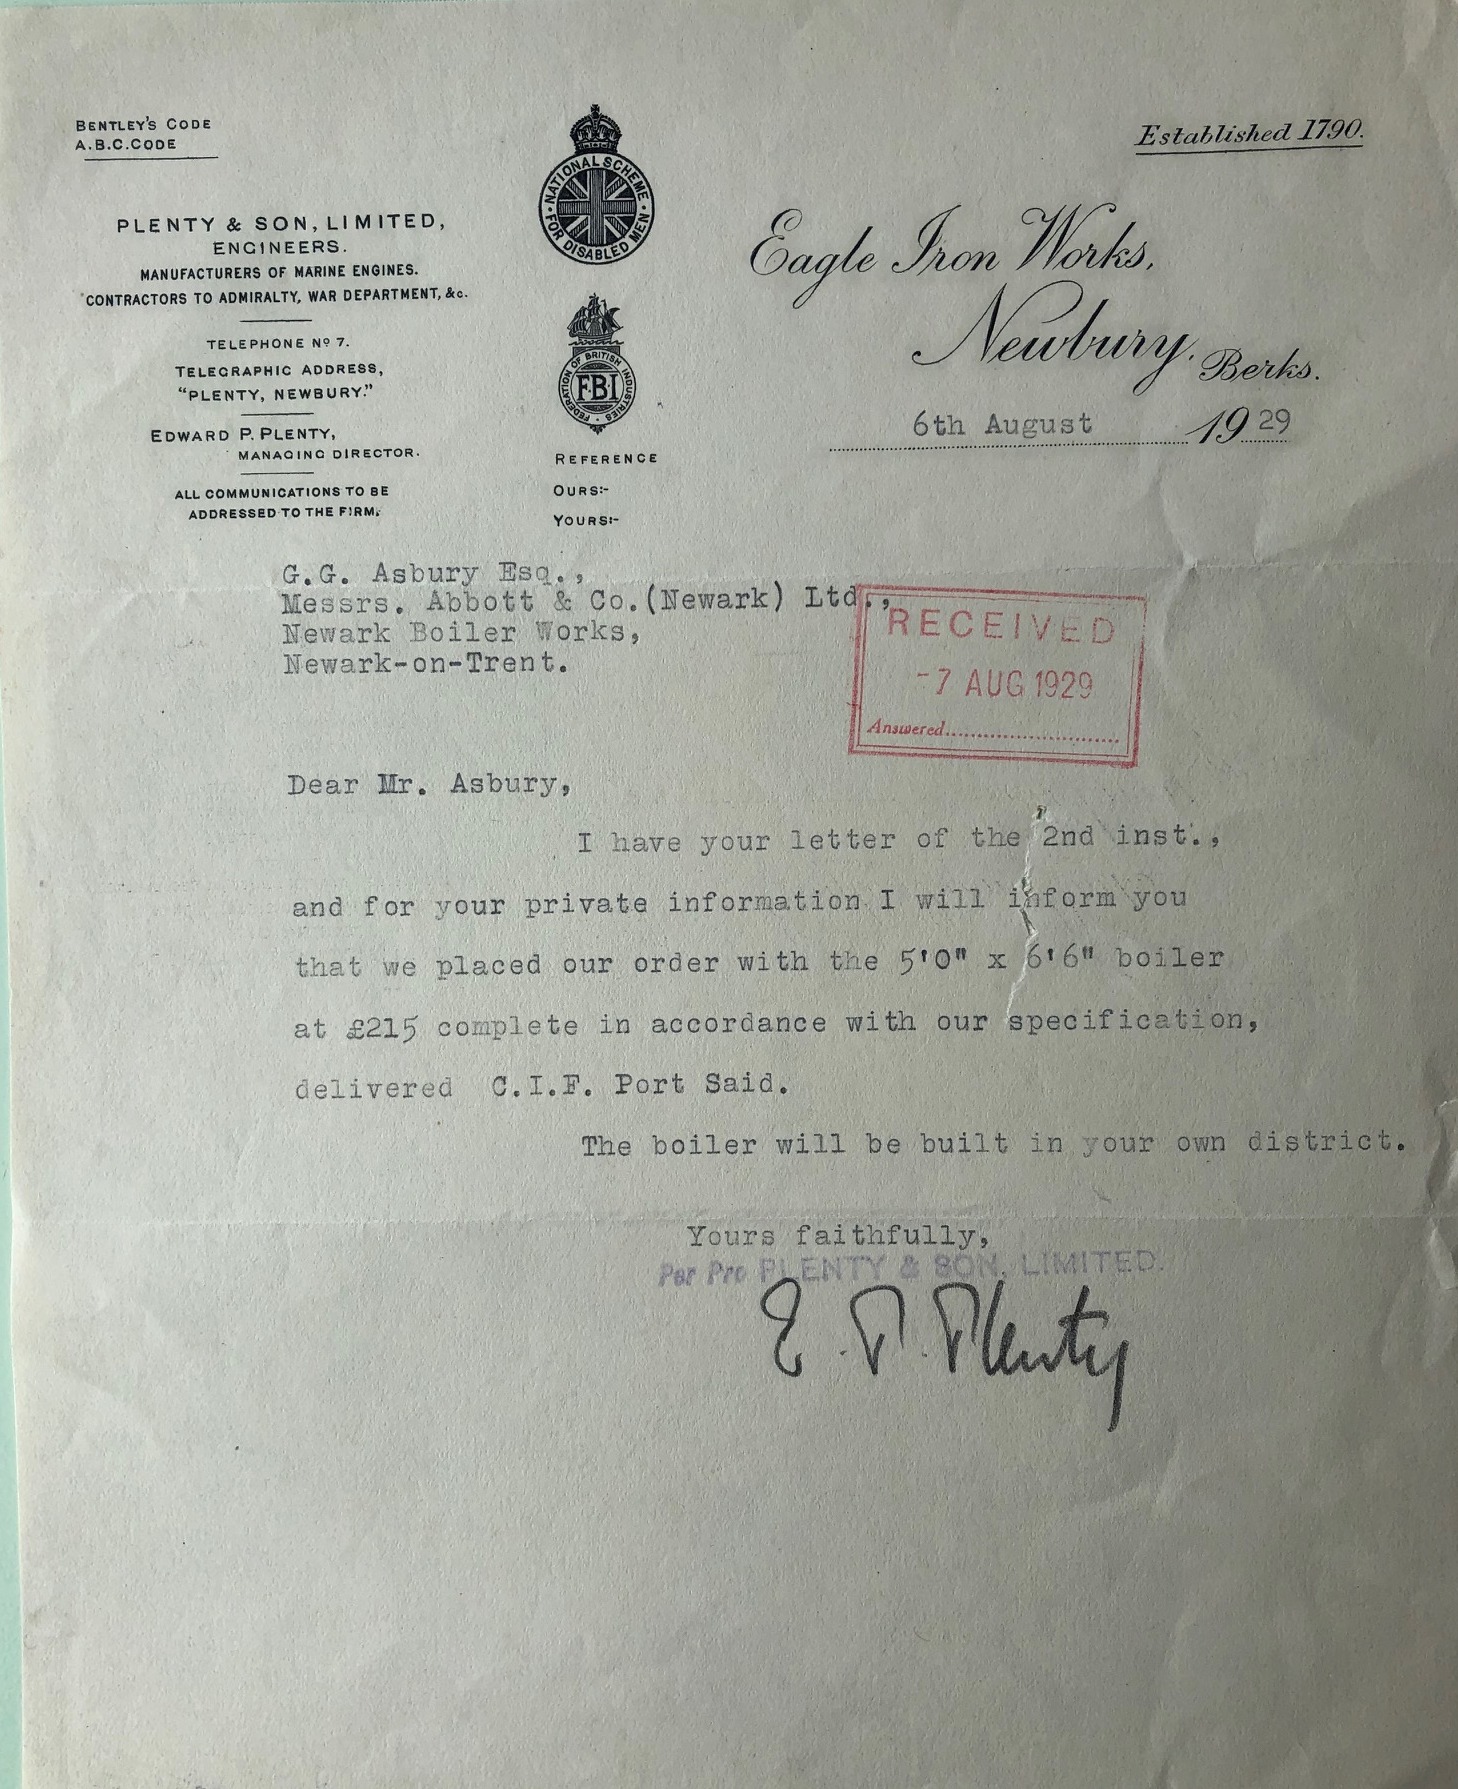 BENTLEY'S CODE
A.B.C.CODE
Established 1790.
PLENTY & SON, LIMITED,
ENGINEERS.
MANUFACTURERS OF MARINE ENGINES.
CONTRACTORS TO ADMIRALTY, WAR DEPARTMENT, &c.
TELEPHONE Nº 7.
TELEGRAPHIC ADDRESS,
"PLENTY, NEWBURY."
EDWARD P. PLENTY,
MANAGING DIRECTOR.
ALL COMMUNICATIONS TO BE
ADDRESSED TO THE FIRM.
NATIONAL SCHEME
FOR DISABLED MEN
FEDERATION OF BRITISH INDUSTRIES
FBI
REFERENCE
OURS:-
YOURS:-
Eagle Iron Works,
Newbury, Berks.
6th August 1929
G.G. Asbury Esq.,
Messrs. Abbott & Co.(Newark) Ltd.,
Newark Boiler Works,
Newark-on-Trent.
RECEIVED
-7 AUG 1929
Answered....................
Dear Mr. Asbury,
I have your letter of the 2nd inst.,
and for your private information I will inform you
that we placed our order with the 5'0" x 6'6" boiler
at £215 complete in accordance with our specification,
delivered C.I.F. Port Said.
The boiler will be built in your own district.
Yours faithfully,
Per Pro PLENTY & SON, LIMITED.
E. P. Plenty